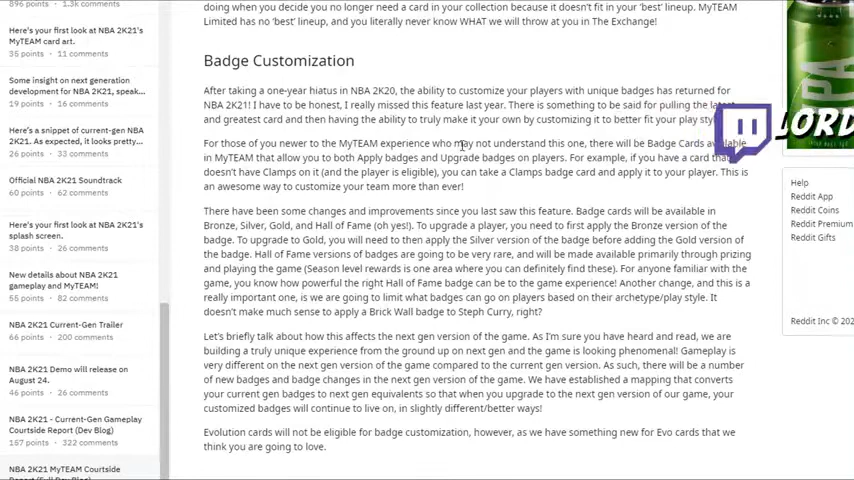 896 points · 1.3k comments
Here's your first look at NBA 2K21's
MyTEAM card art.
35 points · 11 comments
Some insight on next generation
development for NBA 2K21, speak...
19 points · 16 comments
Here's a snippet of current-gen NBA
2K21. As expected, it looks pretty...
26 points · 33 comments
Official NBA 2K21 Soundtrack
60 points · 62 comments
Here's your first look at NBA 2K21's
splash screen.
38 points · 26 comments
New details about NBA 2K21
gameplay and MyTEAM!
55 points · 82 comments
NBA 2K21 Current-Gen Trailer
66 points · 200 comments
NBA 2K21 Demo will release on
August 24.
46 points · 26 comments
NBA 2K21 - Current-Gen Gameplay
Courtside Report (Dev Blog)
157 points · 322 comments
NBA 2K21 MyTEAM Courtside
Report (Full Dev Blog)
doing when you decide you no longer need a card in your collection because it doesn't fit in your 'best' lineup. MyTEAM
Limited has no 'best' lineup, and you literally never know WHAT we will throw at you in The Exchange!
Badge Customization
After taking a one-year hiatus in NBA 2K20, the ability to customize your players with unique badges has returned for
NBA 2K21! I have to be honest, I really missed this feature last year. There is something to be said for pulling the latest
and greatest card and then having the ability to truly make it your own by customizing it to better fit your play
For those of you newer to the MyTEAM experience who may not understand this one, there will be Badge Cards available
in MyTEAM that allow you to both Apply badges and Upgrade badges on players. For example, if you have a card that
doesn't have Clamps on it (and the player is eligible), you can take a Clamps badge card and apply it to your player. This is
an awesome way to customize your team more than ever!
There have been some changes and improvements since you last saw this feature. Badge cards will be available in
Bronze, Silver, Gold, and Hall of Fame (oh yes!). To upgrade a player, you need to first apply the Bronze version of the
badge. To upgrade to Gold, you will need to then apply the Silver version of the badge before adding the Gold version of
the badge. Hall of Fame versions of badges are going to be very rare, and will be made available primarily through prizing
and playing the game (Season level rewards is one area where you can definitely find these). For anyone familiar with the
game, you know how powerful the right Hall of Fame badge can be to the game experience! Another change, and this is a
really important one, is we are going to limit what badges can go on players based on their archetype/play style. It
doesn't make much sense to apply a Brick Wall badge to Steph Curry, right?
Let's briefly talk about how this affects the next gen version of the game. As I'm sure you have heard and read, we are
building a truly unique experience from the ground up on next gen and the game is looking phenomenal! Gameplay is
very different on the next gen version of the game compared to the current gen version. As such, there will be a number
of new badges and badge changes in the next gen version of the game. We have established a mapping that converts
your current gen badges to next gen equivalents so that when you upgrade to the next gen version of our game, your
customized badges will continue to live on, in slightly different/better ways!
Evolution cards will not be eligible for badge customization, however, as we have something new for Evo cards that we
think you are going to love.
PA
LORD
Help
Reddit App
Reddit Coins
Reddit Premium
Reddit Gifts
Reddit Inc © 202